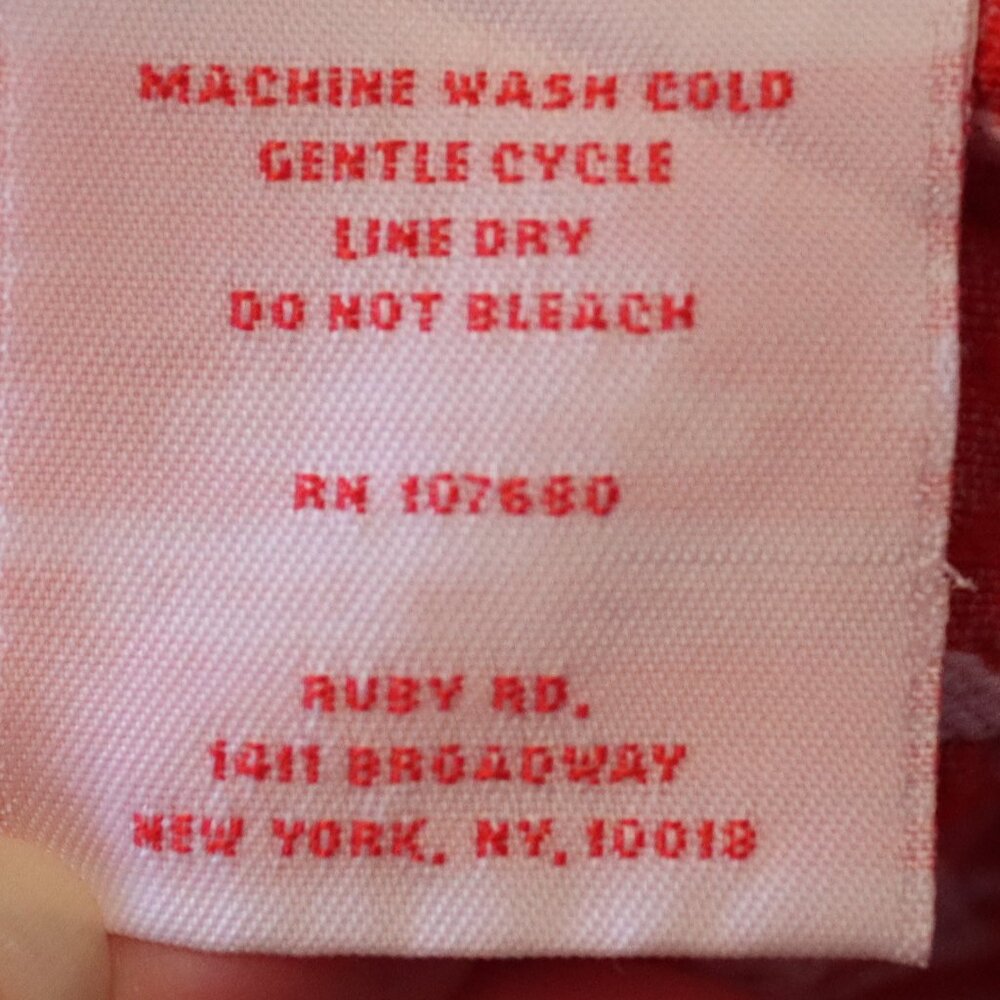 MACHINE WASH COLD
GENTLE CYCLE
LINE DRY
DO NOT BLEACH
RN 107680
RUBY RD.
1411 BROADWAY
NEW YORK, NY, 10018